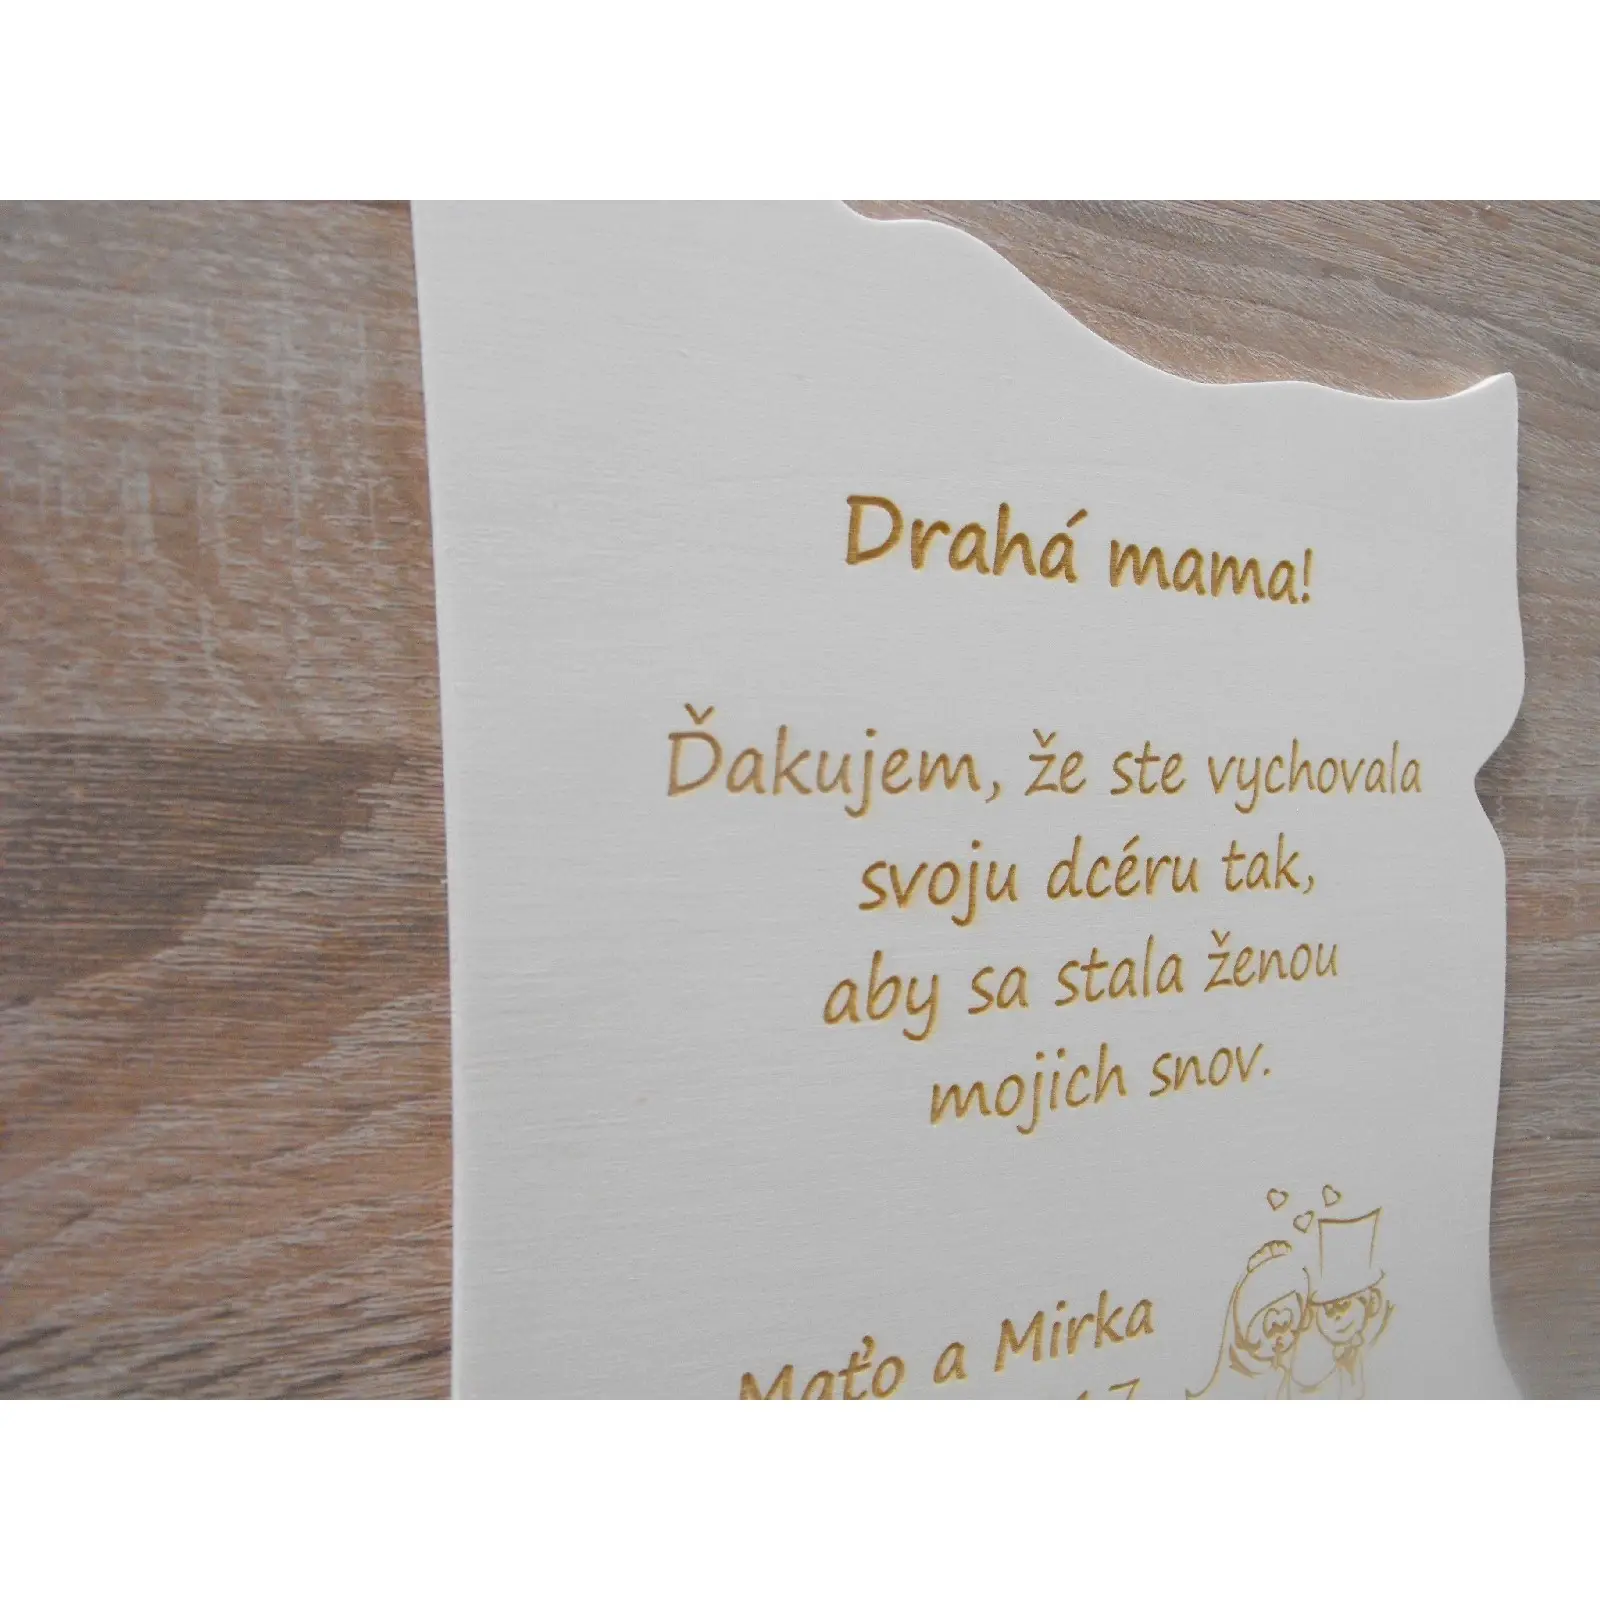 Drahá mama!
Ďakujem, že ste vychovala
svoju dcéru tak,
aby sa stala ženou
mojich snov.
Maťo a Mirka